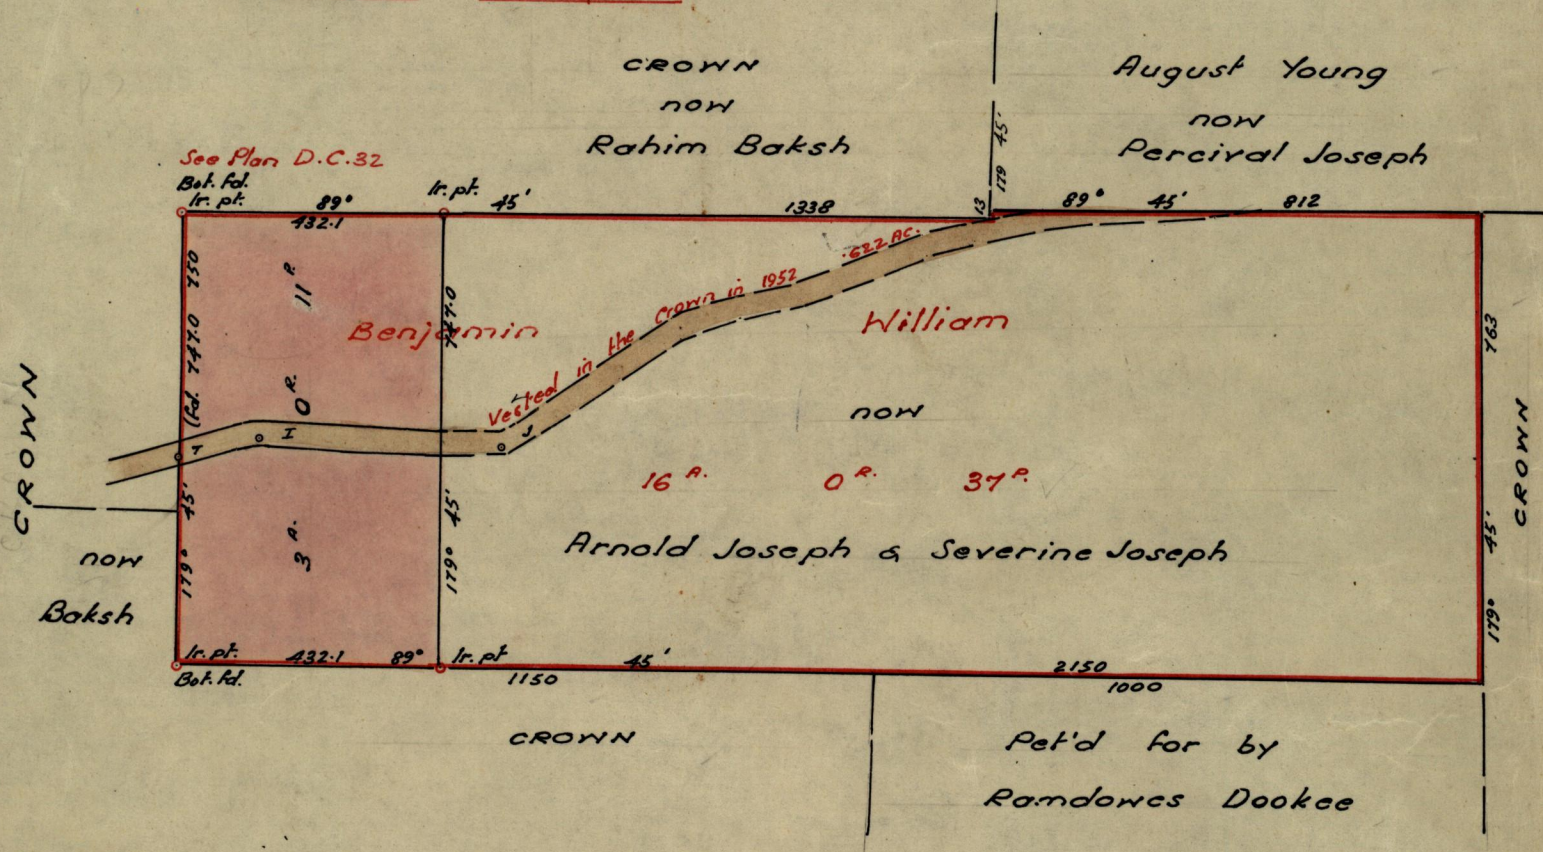 CROWN
now
Rahim Baksh
August Young
now
Percival Joseph
See Plan D.C.32
Bot. fd.
Ir. pt.
89°
432.1
Ir. pt.
45'
1338
13
179 45'
89° 45' 812
179° 45' (fd. 747.0 750
3 A. 0 R. 11 P.
179° 45' 747.0
Benjamin William
Vested in the Crown in 1952 .622 AC.
now
16 A. 0 R. 37 P.
Arnold Joseph & Severine Joseph
T
I
J
CROWN
now
Baksh
179° 45' 763
CROWN
Ir. pt.
432.1
89°
Ir. pt
45'
2150
Bot. fd.
1150
1000
CROWN
Pet'd for by
Ramdowes Dookee